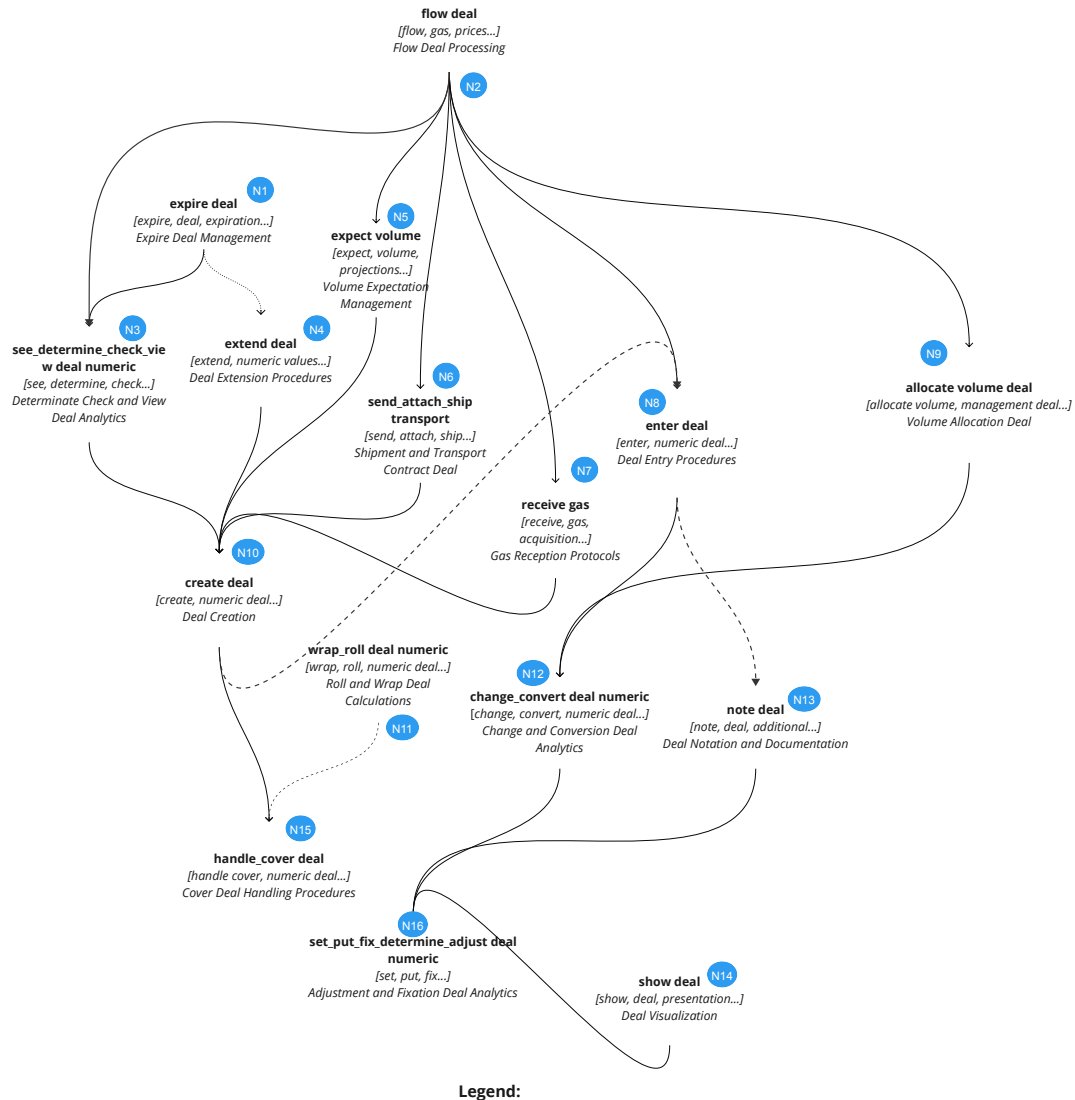 flow deal
[flow, gas, prices...]
Flow Deal Processing
N2
N1
expire deal
[expire, deal, expiration...]
Expire Deal Management
N5
expect volume
[expect, volume,
projections...]
Volume Expectation
Management
N3
see_determine_check_vie
w deal numeric
[see, determine, check...]
Determinate Check and View
Deal Analytics
N4
extend deal
[extend, numeric values...]
Deal Extension Procedures
N6
send_attach_ship
transport
[send, attach, ship...]
Shipment and Transport
Contract Deal
N9
allocate volume deal
[allocate volume, management deal...]
Volume Allocation Deal
N8
enter deal
[enter, numeric deal...]
Deal Entry Procedures
N7
receive gas
[receive, gas,
acquisition...]
Gas Reception Protocols
N10
create deal
[create, numeric deal...]
Deal Creation
wrap_roll deal numeric
[wrap, roll, numeric deal...]
Roll and Wrap Deal
Calculations
N11
N12
change_convert deal numeric
[change, convert, numeric deal...]
Change and Conversion Deal
Analytics
N13
note deal
[note, deal, additional...]
Deal Notation and Documentation
N15
handle_cover deal
[handle cover, numeric deal...]
Cover Deal Handling Procedures
N16
set_put_fix_determine_adjust deal
numeric
[set, put, fix...]
Adjustment and Fixation Deal Analytics
N14
show deal
[show, deal, presentation...]
Deal Visualization
Legend: